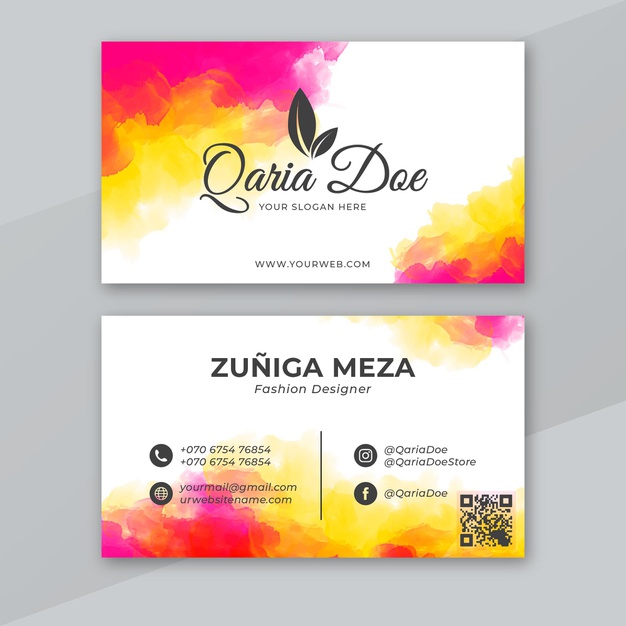 Qaria Doe
YOUR SLOGAN HERE
WWW.YOURWEB.COM
ZUÑIGA MEZA
Fashion Designer
+070 6754 76854
+070 6754 76854
yourmail@gmail.com
urwebsitename.com
@QariaDoe
@QariaDoeStore
@QariaDoe